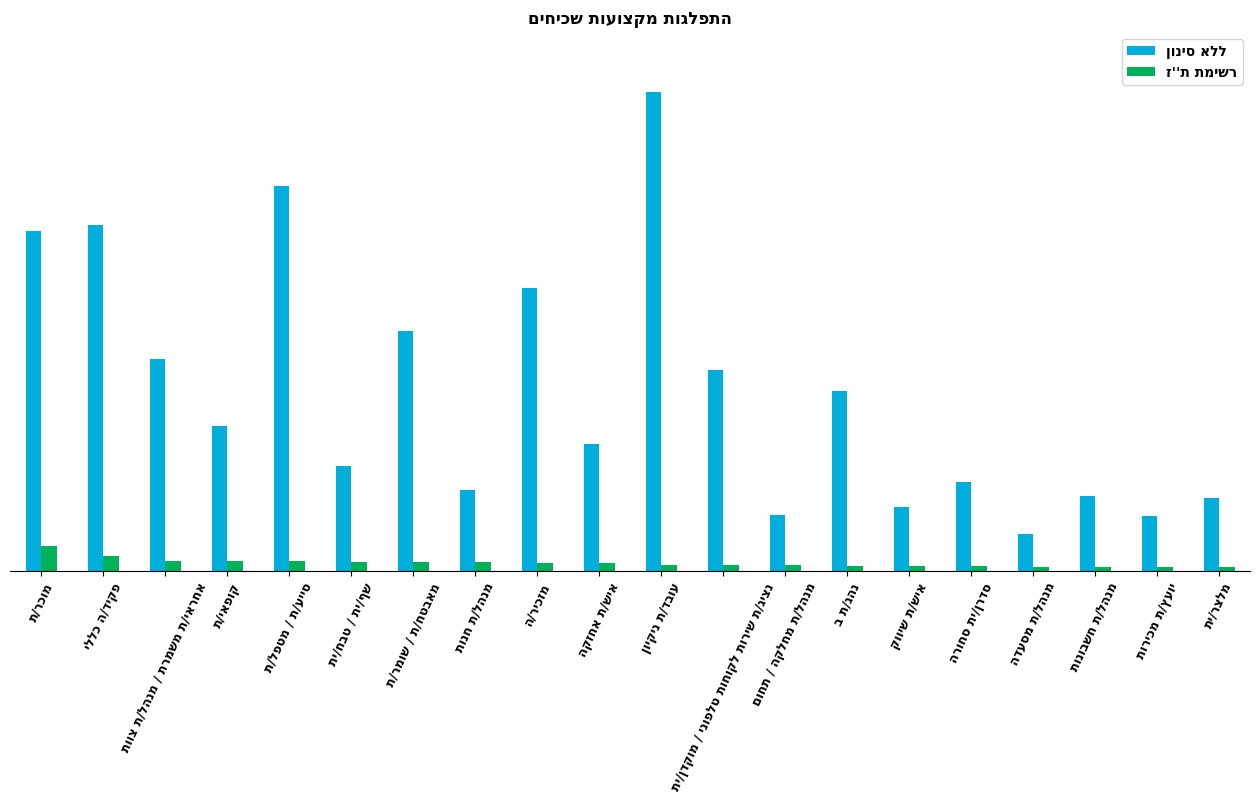 התפלגות מקצועות שכיחים
ללא סינון
רשימת ת''ז
מוכר/ת
פקיד/ה כללי
אחראי/ת משמרת / מנהל/ת צוות
קופאי/ת
סייע/ת / מטפל/ת
שף/ית / טבח/ית
מאבטח/ת / שומר/ת
מנהל/ת חנות
מזכיר/ה
איש/ת אחזקה
עובד/ת ניקיון
נציג/ת שירות לקוחות טלפוני / מוקדן/ית
מנהל/ת מחלקה / תחום
נהג/ת ב
איש/ת שיווק
סדרן/ית סחורה
מנהל/ת מסעדה
מנהל/ת חשבונות
יועץ/ת מכירות
מלצר/ית